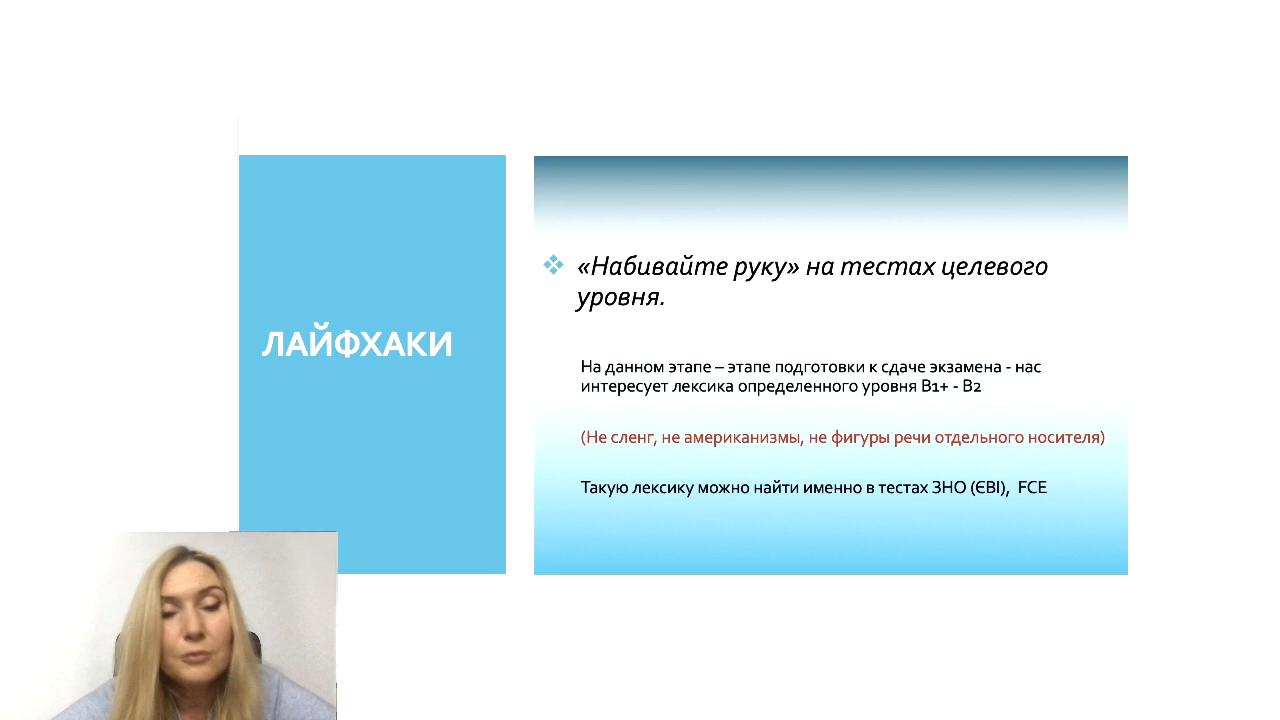 ЛАЙФХАКИ
«Набивайте руку» на тестах целевого
уровня.
На данном этапе – этапе подготовки к сдаче экзамена - нас
интересует лексика определенного уровня B1+ - B2
(Не сленг, не американизмы, не фигуры речи отдельного носителя)
Такую лексику можно найти именно в тестах ЗНО (ЄВІ), FCE